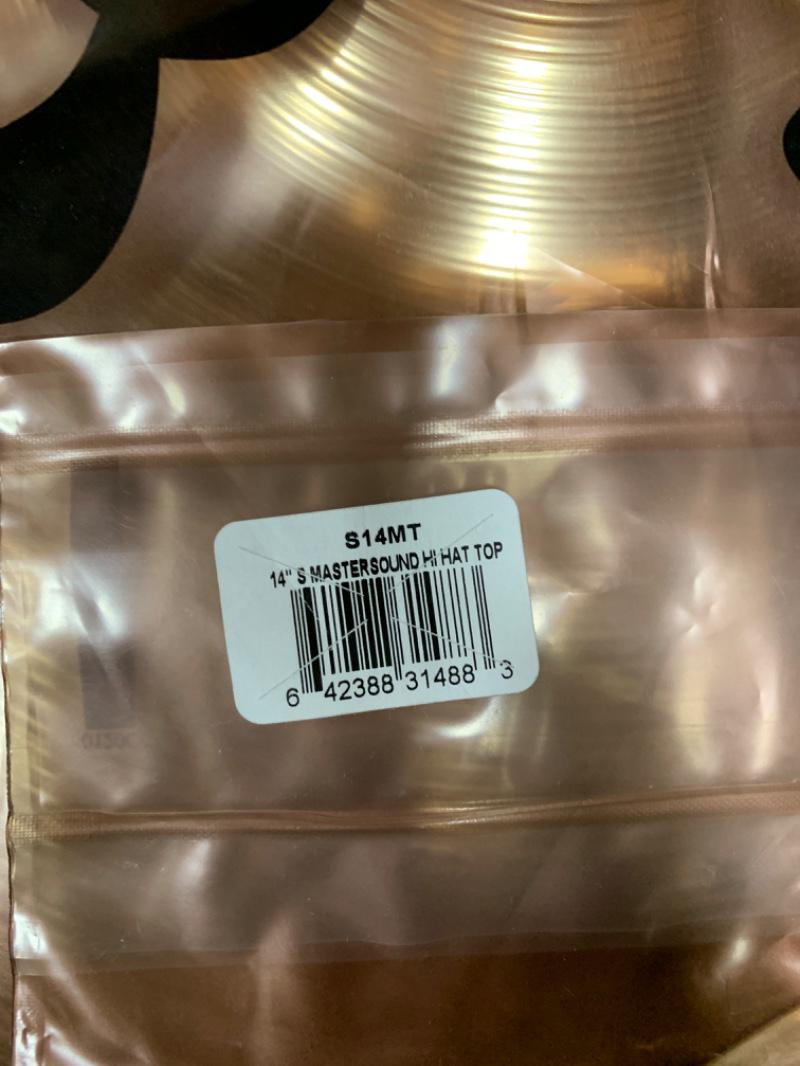 S14MT
14" S MASTERSOUND HI HAT TOP
6 42388 31488 3